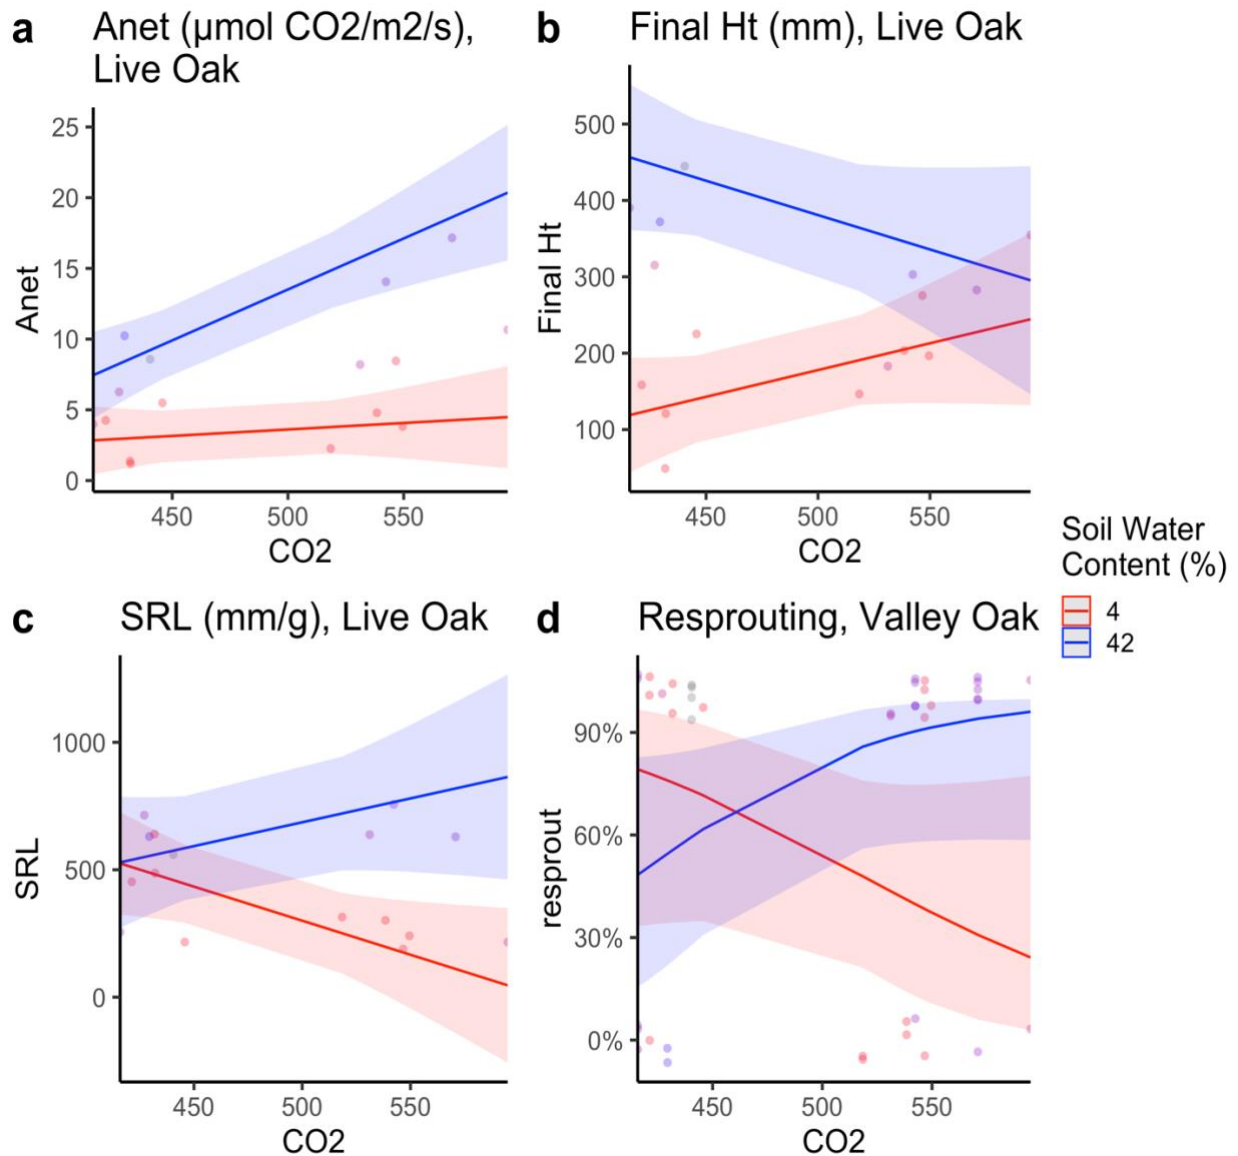 a
Anet (µmol CO2/m2/s),
Live Oak
25
20
15
10
5
0
Anet
450
500
550
CO2
b
Final Ht (mm), Live Oak
500
400
300
200
100
Final Ht
450
500
550
CO2
Soil Water
Content (%)
4
42
c
SRL (mm/g), Live Oak
1000
500
0
SRL
450
500
550
CO2
d
Resprouting, Valley Oak
90%
60%
30%
0%
resprout
450
500
550
CO2